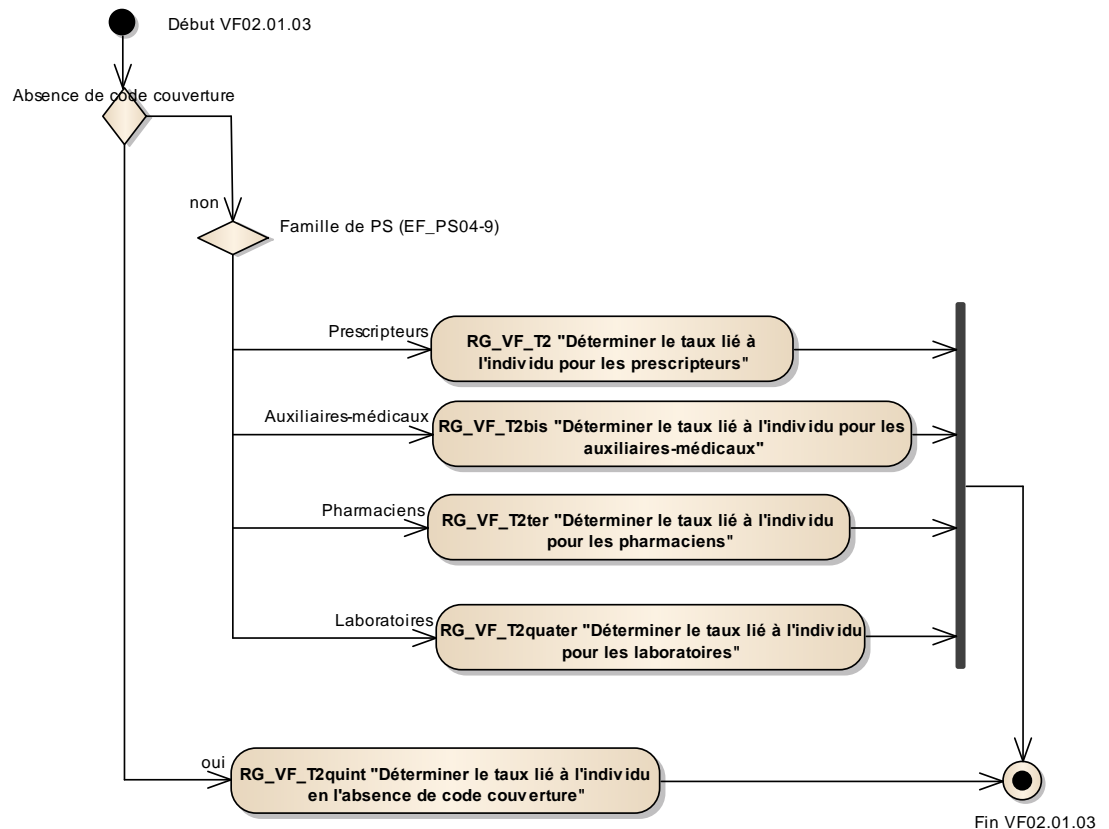 Début VF02.01.03
Absence de code couverture
non
Famille de PS (EF_PS04-9)
Prescripteurs
RG_VF_T2 "Déterminer le taux lié à
l'individu pour les prescripteurs"
Auxiliaires-médicaux
RG_VF_T2bis "Déterminer le taux lié à l'individu pour les
auxiliaires-médicaux"
Pharmaciens
RG_VF_T2ter "Déterminer le taux lié à l'individu
pour les pharmaciens"
Laboratoires
RG_VF_T2quater "Déterminer le taux lié à l'individu
pour les laboratoires"
oui
RG_VF_T2quint "Déterminer le taux lié à l'individu
en l'absence de code couverture"
Fin VF02.01.03